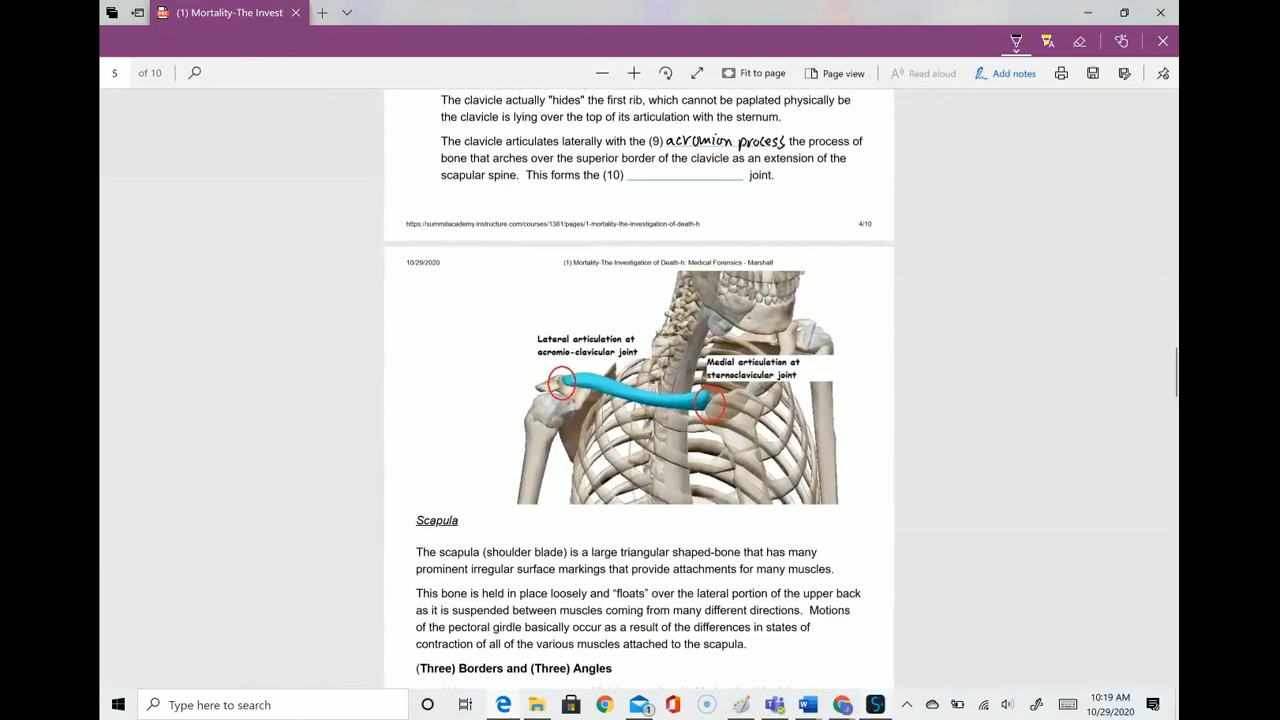 (1) Mortality-The Invest
5 of 10
Fit to page
Page view
Read aloud
Add notes
The clavicle actually "hides" the first rib, which cannot be paplated physically be
the clavicle is lying over the top of its articulation with the sternum.
The clavicle articulates laterally with the (9) acromion process the process of
bone that arches over the superior border of the clavicle as an extension of the
scapular spine. This forms the (10) ____________ joint.
https://summitacademy.instructure.com/courses/1381/pages/1-mortality-the-investigation-of-death-h
4/10
10/29/2020
(1) Mortality-The Investigation of Death-h: Medical Forensics - Marshall
Lateral articulation at
acromio-clavicular joint
Medial articulation at
sternoclavicular joint
Scapula
The scapula (shoulder blade) is a large triangular shaped-bone that has many
prominent irregular surface markings that provide attachments for many muscles.
This bone is held in place loosely and “floats” over the lateral portion of the upper back
as it is suspended between muscles coming from many different directions. Motions
of the pectoral girdle basically occur as a result of the differences in states of
contraction of all of the various muscles attached to the scapula.
(Three) Borders and (Three) Angles
Type here to search
10:19 AM
10/29/2020